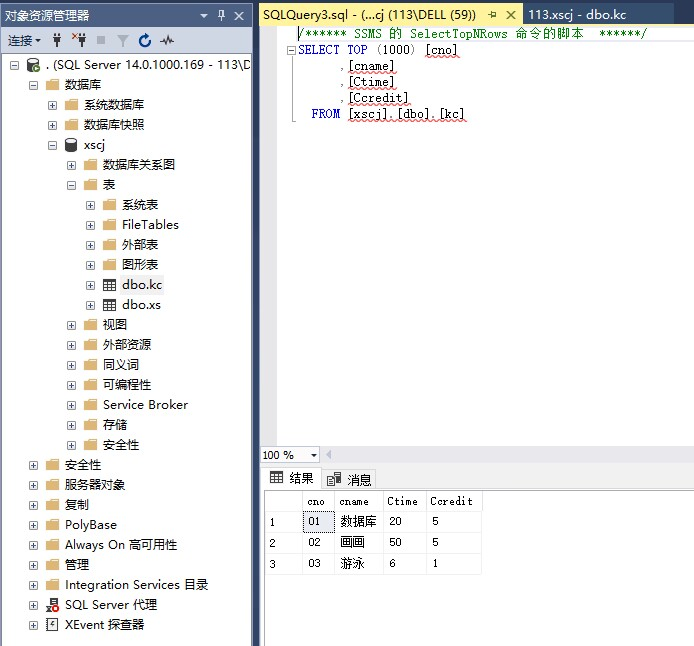 对象资源管理器
连接
. (SQL Server 14.0.1000.169 - 113\D
数据库
系统数据库
数据库快照
xscj
数据库关系图
表
系统表
FileTables
外部表
图形表
dbo.kc
dbo.xs
视图
外部资源
同义词
可编程性
Service Broker
存储
安全性
安全性
服务器对象
复制
PolyBase
Always On 高可用性
管理
Integration Services 目录
SQL Server 代理
XEvent 探查器
SQLQuery3.sql - (...cj (113\DELL (59))
113.xscj - dbo.kc
/****** SSMS 的 SelectTopNRows 命令的脚本 ******/
SELECT TOP (1000) [cno]
,[cname]
,[Ctime]
,[Ccredit]
FROM [xscj].[dbo].[kc]
100 %
结果 消息
cno cname Ctime Ccredit
1 01 数据库 20 5
2 02 画画 50 5
3 03 游泳 6 1